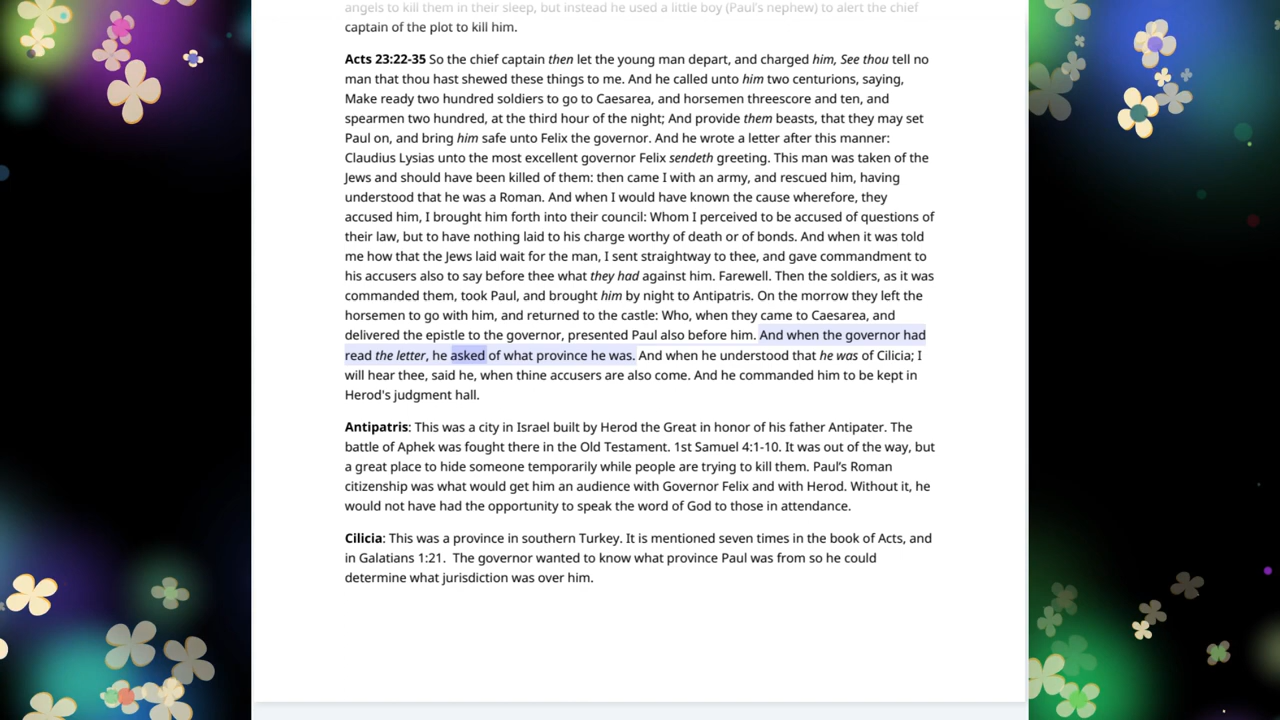 angels to kill them in their sleep, but instead he used a little boy (Paul's nephew) to alert the chief
captain of the plot to kill him.
Acts 23:22-35 So the chief captain then let the young man depart, and charged him, See thou tell no
man that thou hast shewed these things to me. And he called unto him two centurions, saying,
Make ready two hundred soldiers to go to Caesarea, and horsemen threescore and ten, and
spearmen two hundred, at the third hour of the night; And provide them beasts, that they may set
Paul on, and bring him safe unto Felix the governor. And he wrote a letter after this manner:
Claudius Lysias unto the most excellent governor Felix sendeth greeting. This man was taken of the
Jews and should have been killed of them: then came I with an army, and rescued him, having
understood that he was a Roman. And when I would have known the cause wherefore, they
accused him, I brought him forth into their council: Whom I perceived to be accused of questions of
their law, but to have nothing laid to his charge worthy of death or of bonds. And when it was told
me how that the Jews laid wait for the man, I sent straightway to thee, and gave commandment to
his accusers also to say before thee what they had against him. Farewell. Then the soldiers, as it was
commanded them, took Paul, and brought him by night to Antipatris. On the morrow they left the
horsemen to go with him, and returned to the castle: Who, when they came to Caesarea, and
delivered the epistle to the governor, presented Paul also before him. And when the governor had
read the letter, he asked of what province he was. And when he understood that he was of Cilicia; I
will hear thee, said he, when thine accusers are also come. And he commanded him to be kept in
Herod's judgment hall.
Antipatris: This was a city in Israel built by Herod the Great in honor of his father Antipater. The
battle of Aphek was fought there in the Old Testament. 1st Samuel 4:1-10. It was out of the way, but
a great place to hide someone temporarily while people are trying to kill them. Paul's Roman
citizenship was what would get him an audience with Governor Felix and with Herod. Without it, he
would not have had the opportunity to speak the word of God to those in attendance.
Cilicia: This was a province in southern Turkey. It is mentioned seven times in the book of Acts, and
in Galatians 1:21. The governor wanted to know what province Paul was from so he could
determine what jurisdiction was over him.